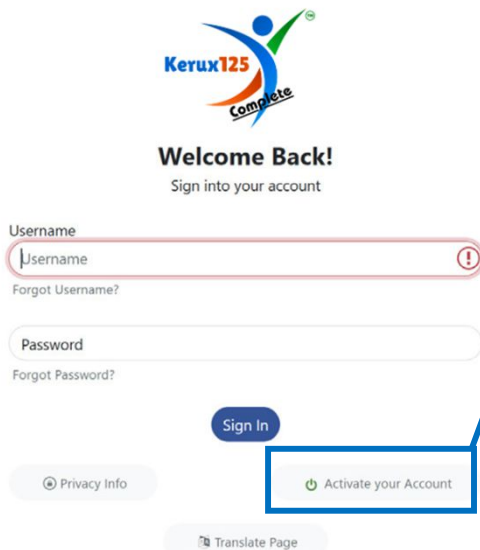 Kerux125
Complete
Welcome Back!
Sign into your account
Username
Username
Forgot Username?
Password
Forgot Password?
Sign In
Privacy Info
Activate your Account
Translate Page